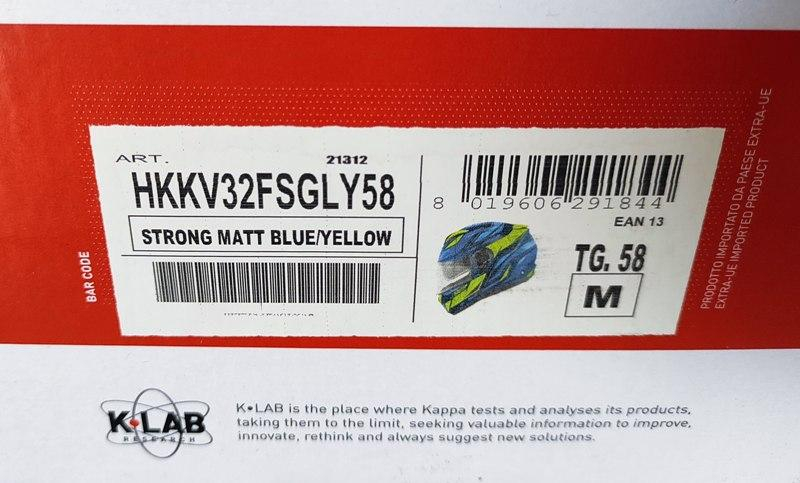 ART.
21312
HKKV32FSGLY58
STRONG MATT BLUE/YELLOW
8 019606 291844
EAN 13
TG. 58
M
BAR CODE
PRODOTTO IMPORTATO DA PAESE EXTRA-UE
EXTRA-UE IMPORTED PRODUCT
K•LAB
RESEARCH
K•LAB is the place where Kappa tests and analyses its products,
taking them to the limit, seeking valuable information to improve,
innovate, rethink and always suggest new solutions.